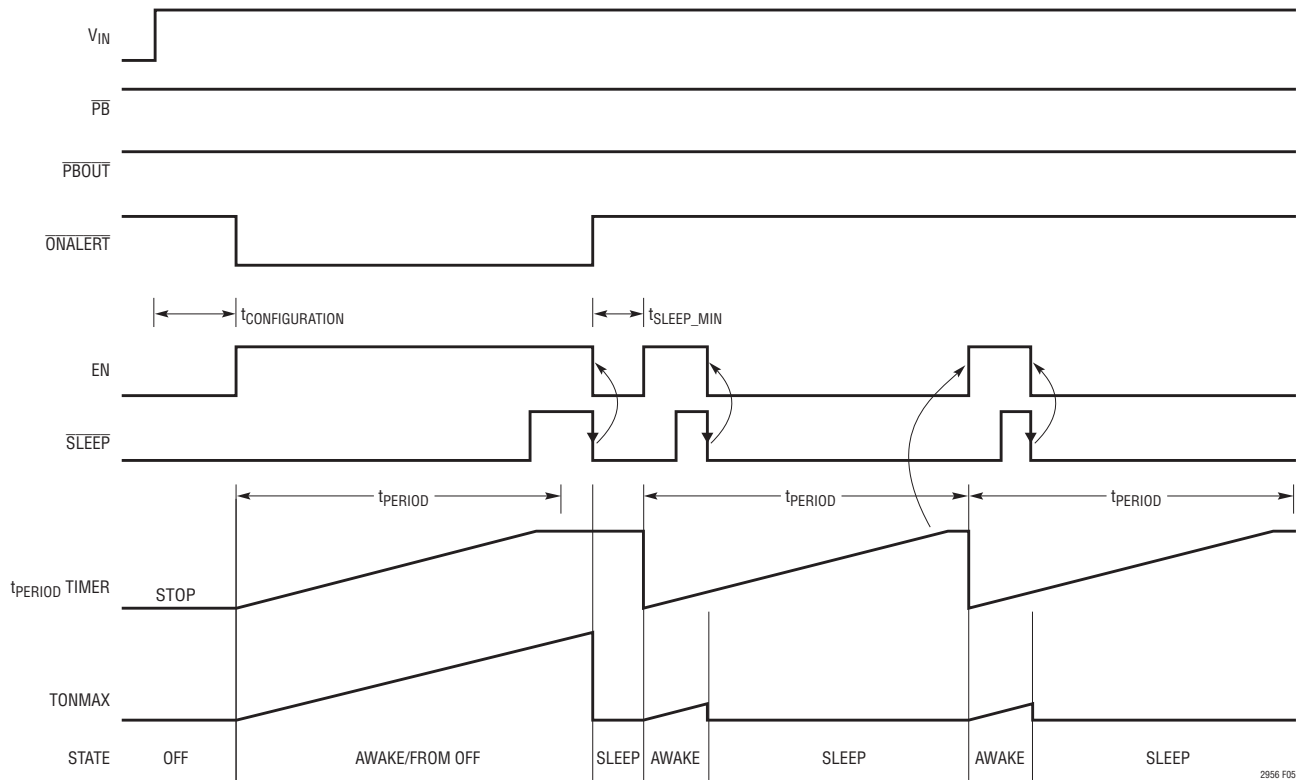 VIN
PB
PBOUT
ONALERT
tCONFIGURATION
tSLEEP_MIN
EN
SLEEP
tPERIOD
tPERIOD
tPERIOD
tPERIOD TIMER
STOP
TONMAX
STATE
OFF
AWAKE/FROM OFF
SLEEP
AWAKE
SLEEP
AWAKE
SLEEP
2956 F05